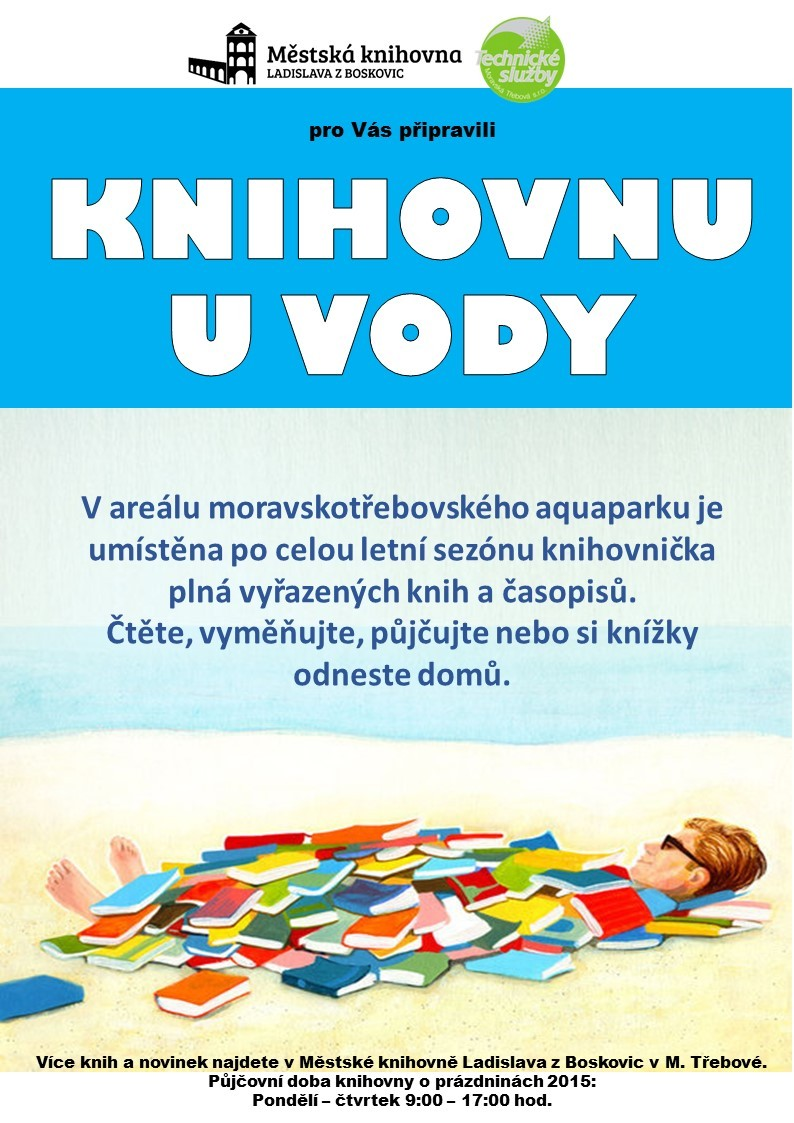 Městská knihovna
LADISLAVA Z BOSKOVIC
Technické
služby
Moravská Třebová s.r.o.
pro Vás připravili
KNIHOVNU
U VODY
V areálu moravskotřebovského aquaparku je
umístěna po celou letní sezónu knihovnička
plná vyřazených knih a časopisů.
Čtěte, vyměňujte, půjčujte nebo si knížky
odneste domů.
Více knih a novinek najdete v Městské knihovně Ladislava z Boskovic v M. Třebové.
Půjčovní doba knihovny o prázdninách 2015:
Pondělí – čtvrtek 9:00 – 17:00 hod.